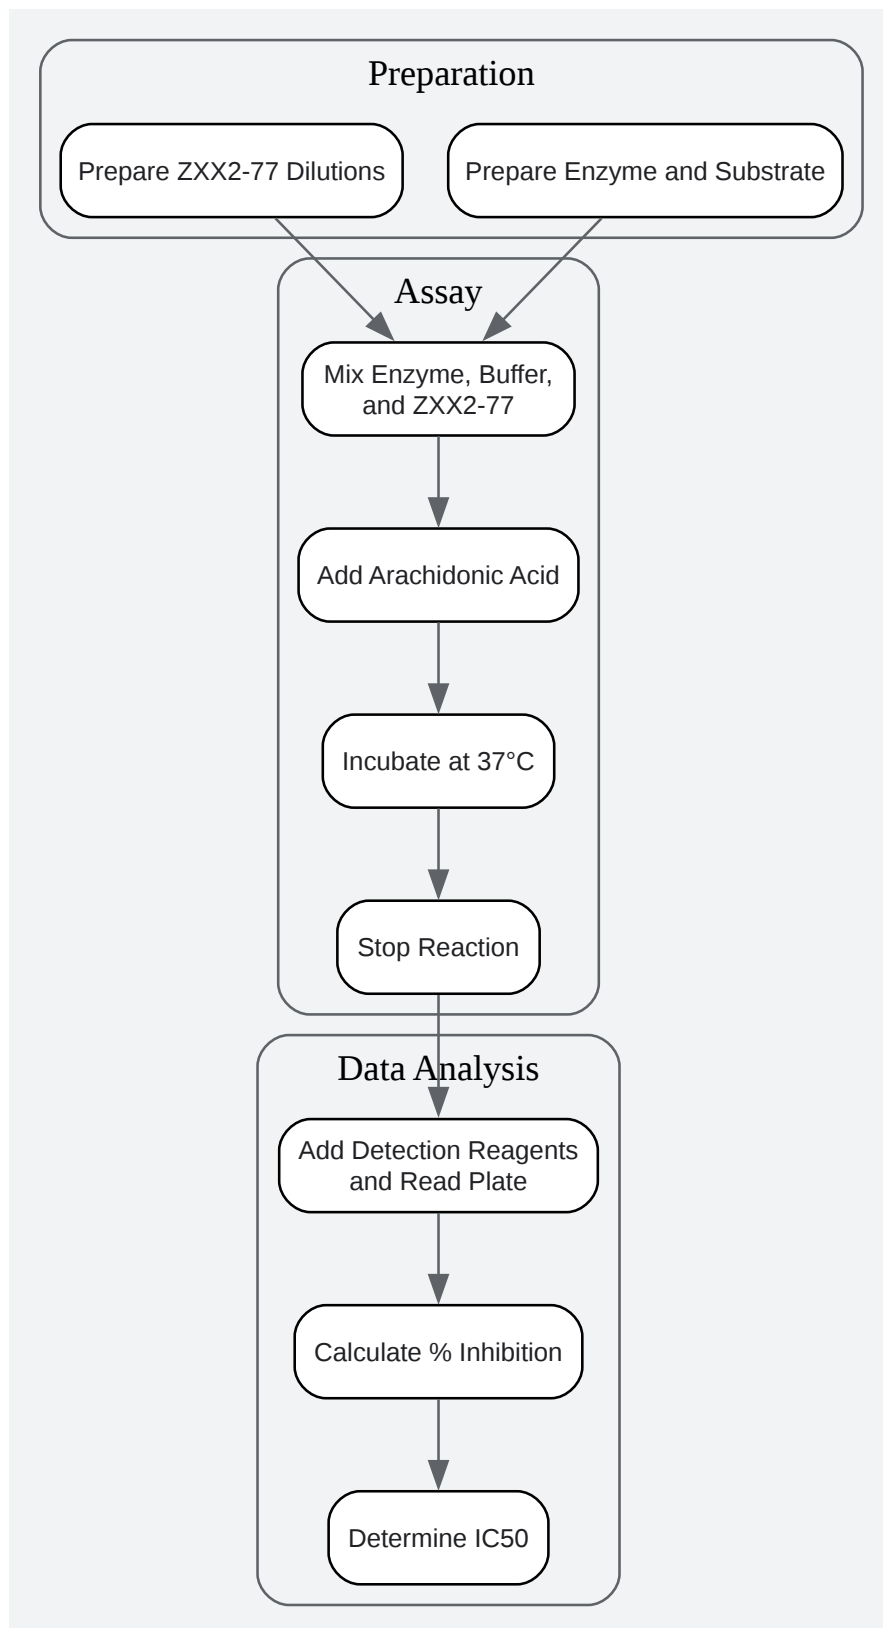 Preparation
Prepare ZXX2-77 Dilutions
Prepare Enzyme and Substrate
Assay
Mix Enzyme, Buffer,
and ZXX2-77
Add Arachidonic Acid
Incubate at 37°C
Stop Reaction
Data Analysis
Add Detection Reagents
and Read Plate
Calculate % Inhibition
Determine IC50